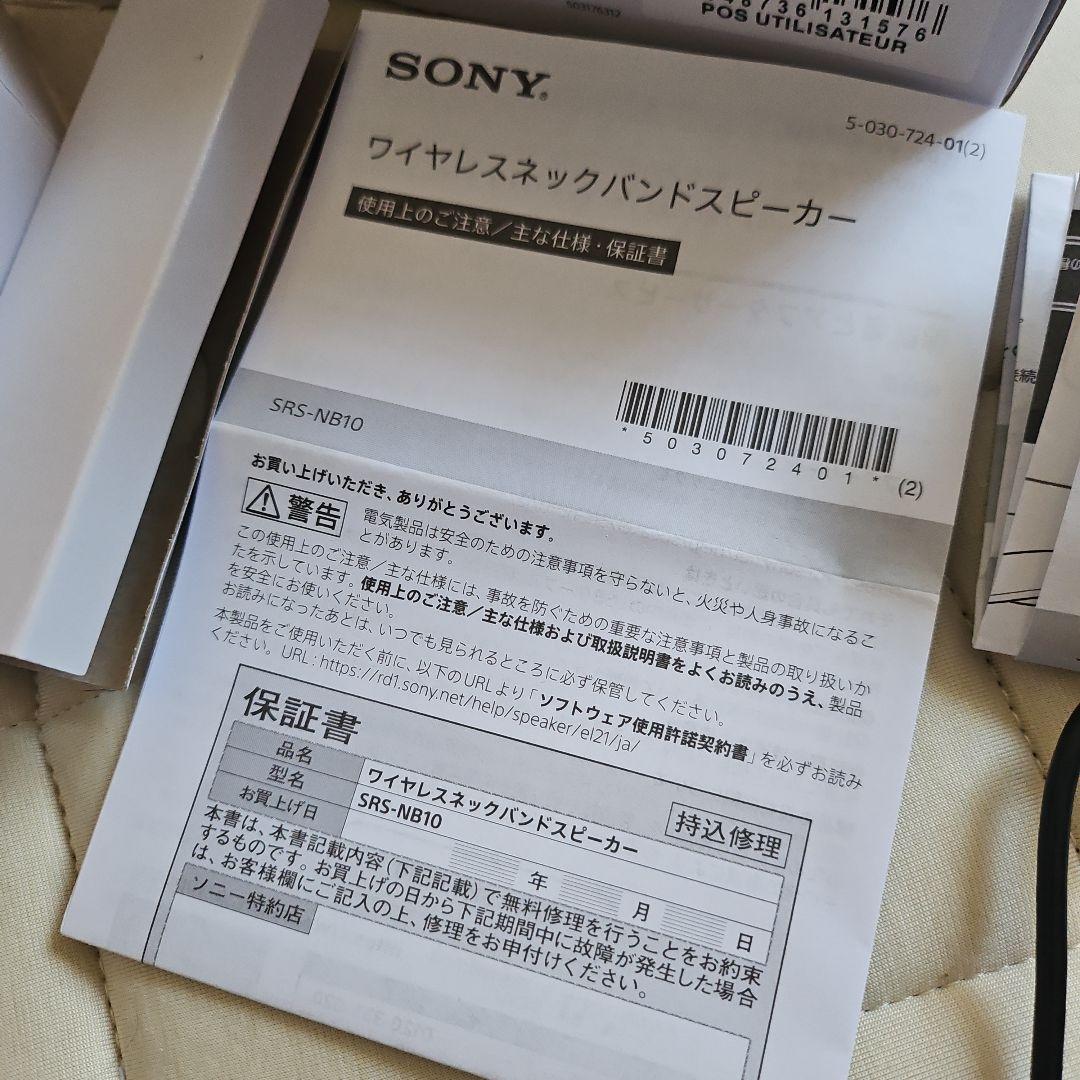 503176312
736131576
POS UTILISATEUR
SONY®
5-030-724-01(2)
ワイヤレスネックバンドスピーカー
使用上のご注意／主な仕様・保証書
SRS-NB10
*503072401*
(2)
お買い上げいただき、ありがとうございます。
警告
電気製品は安全のための注意事項を守らないと、火災や人身事故になるこ
とがあります。
この使用上のご注意／主な仕様には、事故を防ぐための重要な注意事項と製品の取り扱いか
たを示しています。使用上のご注意／主な仕様および取扱説明書をよくお読みのうえ、製品
を安全にお使いください。
お読みになったあとは、いつでも見られるところに必ず保管してください。
本製品をご使用いただく前に、以下のURLより「ソフトウェア使用許諾契約書」を必ずお読み
ください。URL：https://rd1.sony.net/help/speaker/el21/ja/
保証書
持込修理
品名
ワイヤレスネックバンドスピーカー
型名
SRS-NB10
お買上げ日
年 月 日
本書は、本書記載内容（下記記載）で無料修理を行うことをお約束
するものです。お買上げの日から下記期間中に故障が発生した場合
は、お客様欄にご記入の上、修理をお申付けください。
ソニー特約店